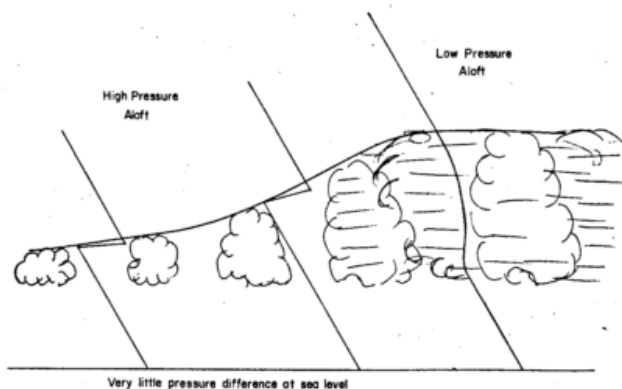 Low Pressure
Aloft
High Pressure
Aloft
Very little pressure difference at sea level